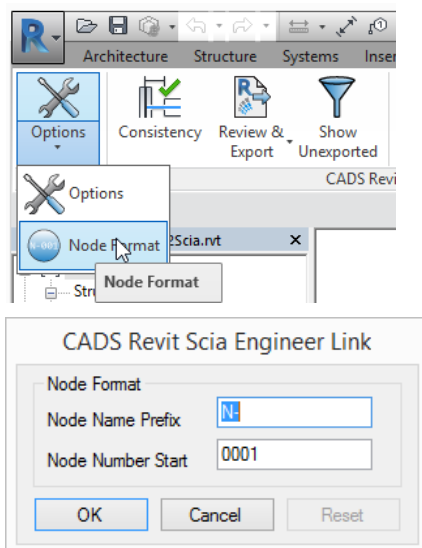 Architecture Structure Systems Inser
Options Consistency Review & Export Show Unexported
CADS Revi
Options
N-001 Node Format 2Scia.rvt
Node Format
Stru
CADS Revit Scia Engineer Link
Node Format
Node Name Prefix N-
Node Number Start 0001
OK Cancel Reset